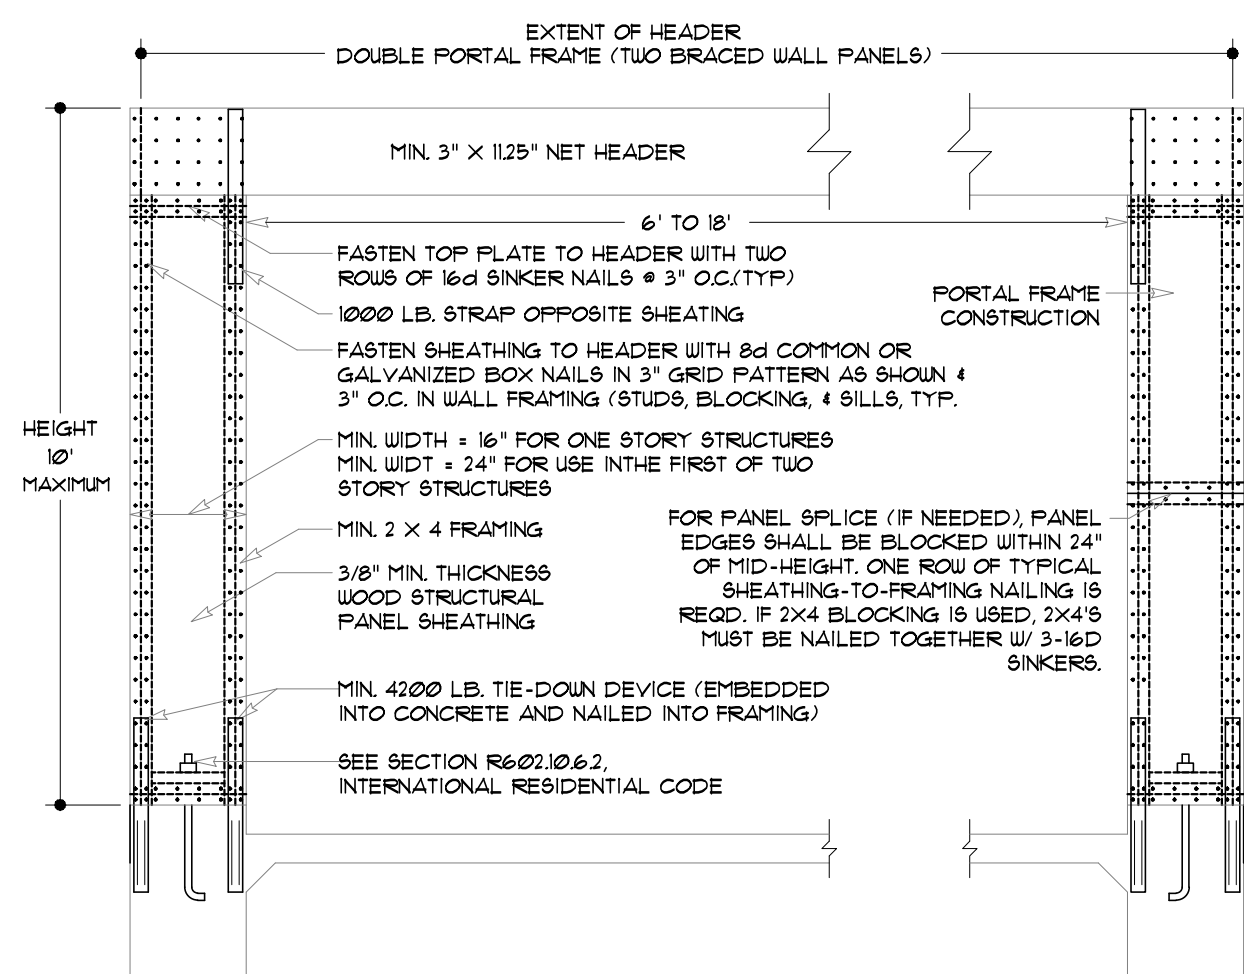 EXTENT OF HEADER
DOUBLE PORTAL FRAME (TWO BRACED WALL PANELS)
MIN. 3" X 11.25" NET HEADER
6' TO 18'
FASTEN TOP PLATE TO HEADER WITH TWO
ROWS OF 16d SINKER NAILS @ 3" O.C.(TYP)
1000 LB. STRAP OPPOSITE SHEATING
PORTAL FRAME
CONSTRUCTION
FASTEN SHEATHING TO HEADER WITH 8d COMMON OR
GALVANIZED BOX NAILS IN 3" GRID PATTERN AS SHOWN &
3" O.C. IN WALL FRAMING (STUDS, BLOCKING, & SILLS, TYP.
HEIGHT
10'
MAXIMUM
MIN. WIDTH = 16" FOR ONE STORY STRUCTURES
MIN. WIDT = 24" FOR USE INTHE FIRST OF TWO
STORY STRUCTURES
MIN. 2 X 4 FRAMING
3/8" MIN. THICKNESS
WOOD STRUCTURAL
PANEL SHEATHING
FOR PANEL SPLICE (IF NEEDED), PANEL
EDGES SHALL BE BLOCKED WITHIN 24"
OF MID-HEIGHT. ONE ROW OF TYPICAL
SHEATHING-TO-FRAMING NAILING IS
REQD. IF 2X4 BLOCKING IS USED, 2X4'S
MUST BE NAILED TOGETHER W/ 3-16D
SINKERS.
MIN. 4200 LB. TIE-DOWN DEVICE (EMBEDDED
INTO CONCRETE AND NAILED INTO FRAMING)
SEE SECTION R602.10.6.2,
INTERNATIONAL RESIDENTIAL CODE